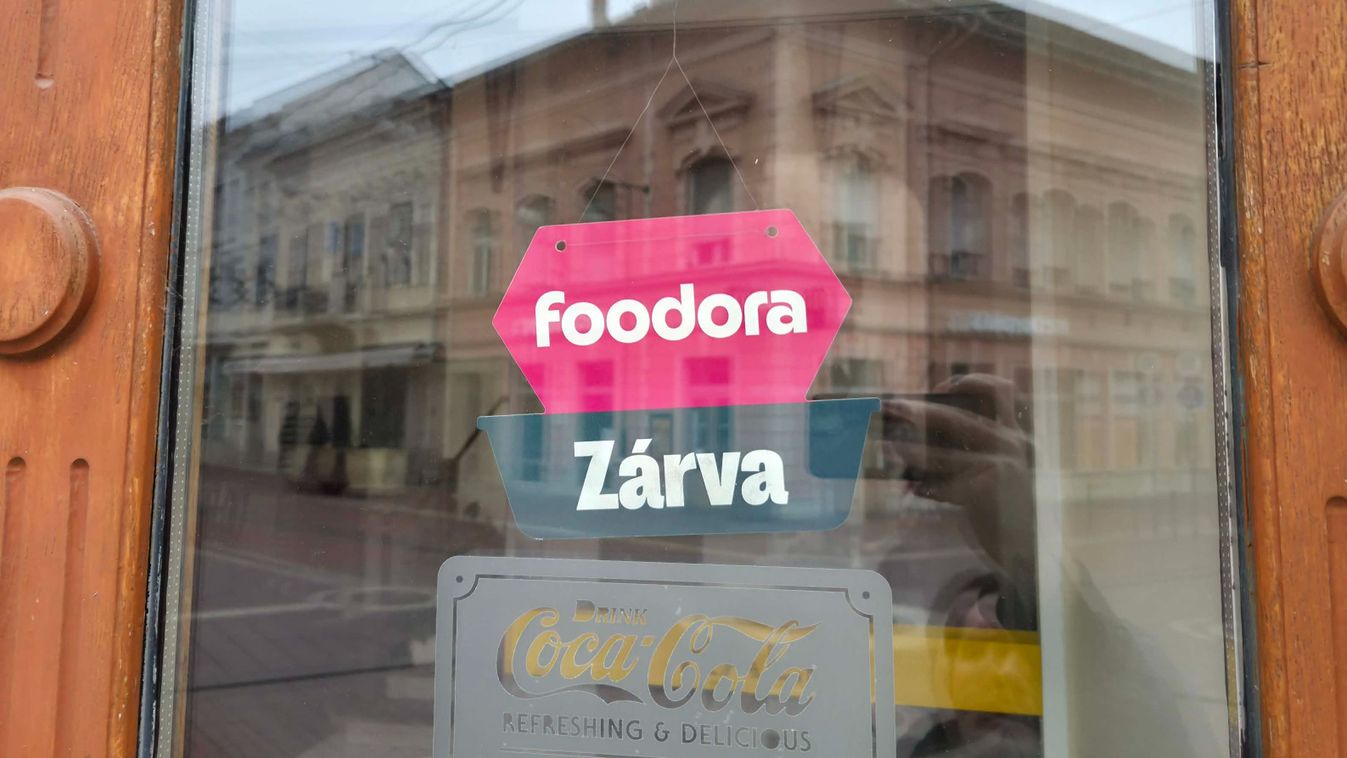 foodora
Zárva
DRINK
Coca-Cola
REFRESHING & DELICIOUS